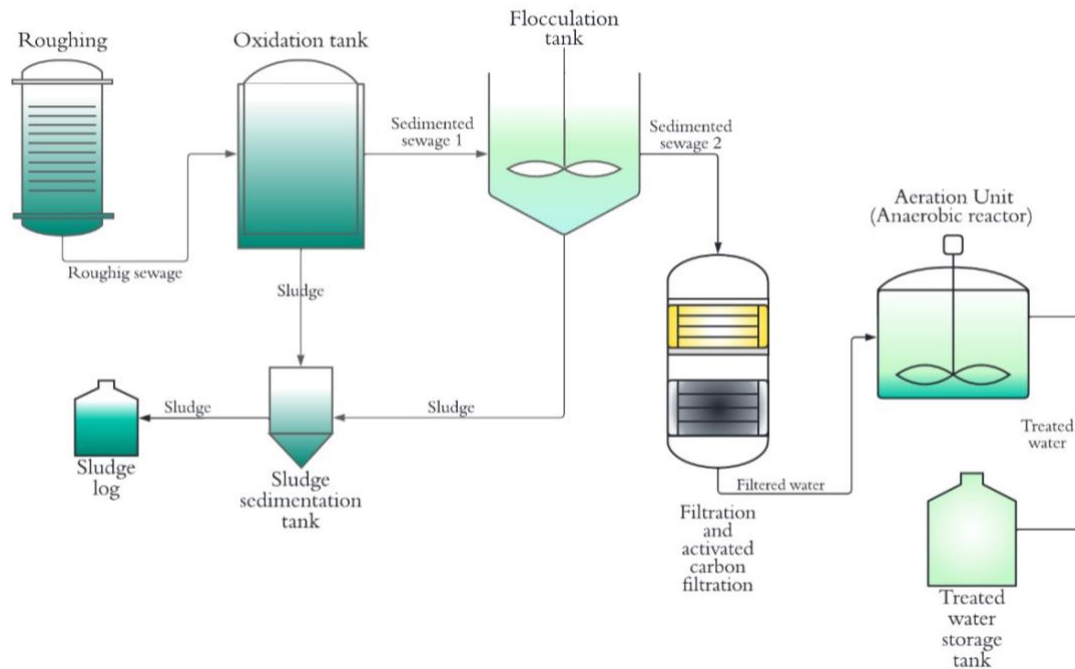 Roughing
Oxidation tank
Flocculation
tank
Sedimented
sewage 1
Sedimented
sewage 2
Aeration Unit
(Anaerobic reactor)
Roughig sewage
Sludge
Sludge
Sludge
Sludge
log
Sludge
sedimentation
tank
Treated
water
Filtered water
Filtration
and
activated
carbon
filtration
Treated
water
storage
tank